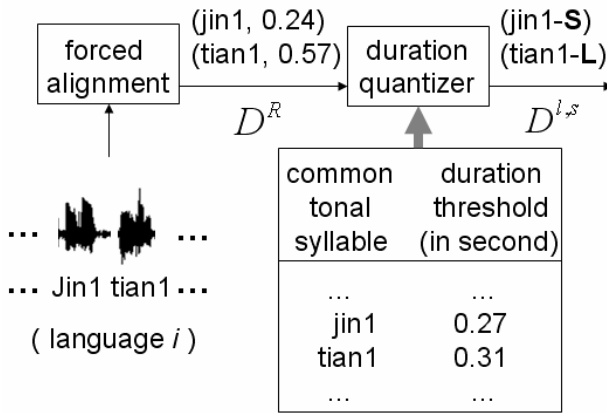 forced
alignment
(jin1, 0.24)
(tian1, 0.57)
D^R
duration
quantizer
(jin1-S)
(tian1-L)
D^{l,s}
... ...
... Jin1 tian1 ...
( language i )
common tonal syllable
duration threshold (in second)
... ...
jin1 0.27
tian1 0.31
... ...